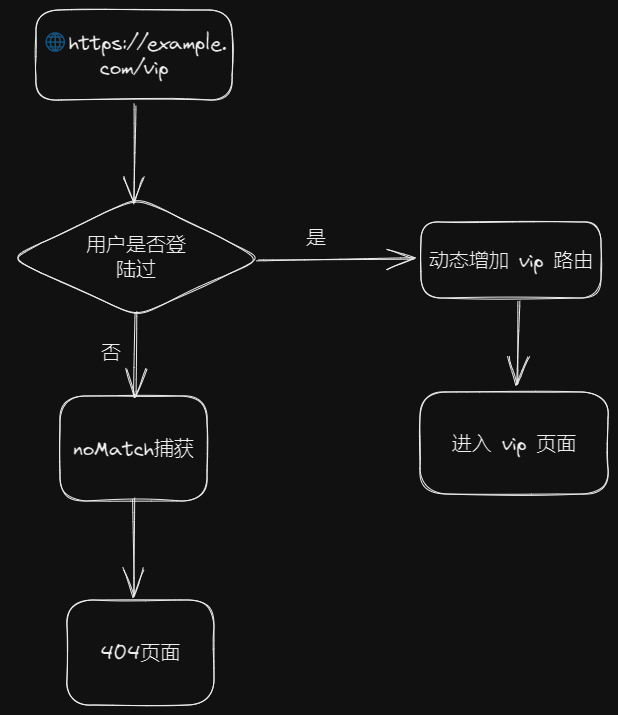 🌐https://example.
com/vip
用户是否登
陆过
是
动态增加 vip 路由
否
进入 vip 页面
noMatch捕获
404页面